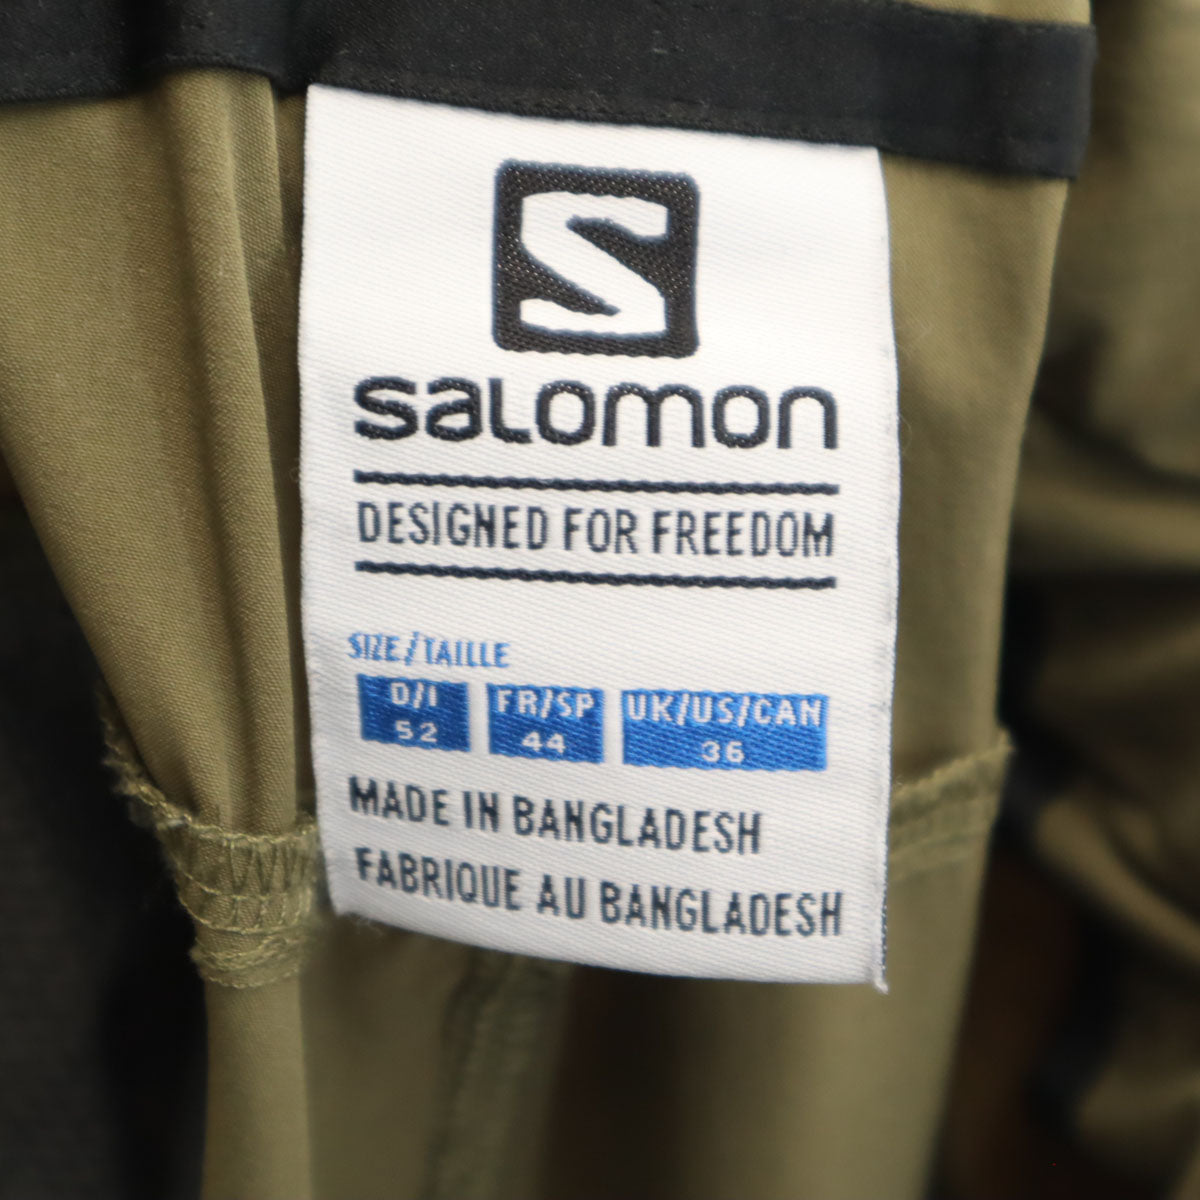 S
SALOMON
DESIGNED FOR FREEDOM
SIZE/TAILLE
D/I FR/SP UK/US/CAN
52 44 36
MADE IN BANGLADESH
FABRIQUE AU BANGLADESH